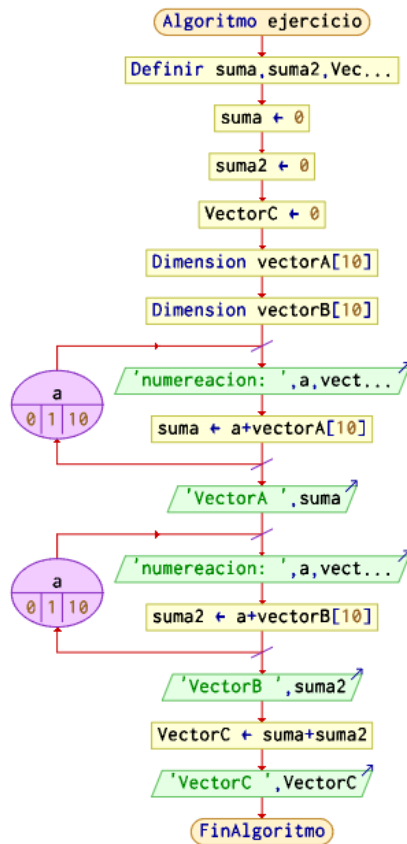 Algoritmo ejercicio
Definir suma,suma2,Vec...
suma ← 0
suma2 ← 0
VectorC ← 0
Dimension vectorA[10]
Dimension vectorB[10]
'numereacion: ',a,vect...
a
0 1 10
suma ← a+vectorA[10]
'VectorA ',suma
'numereacion: ',a,vect...
a
0 1 10
suma2 ← a+vectorB[10]
'VectorB ',suma2
VectorC ← suma+suma2
'VectorC ',VectorC
FinAlgoritmo